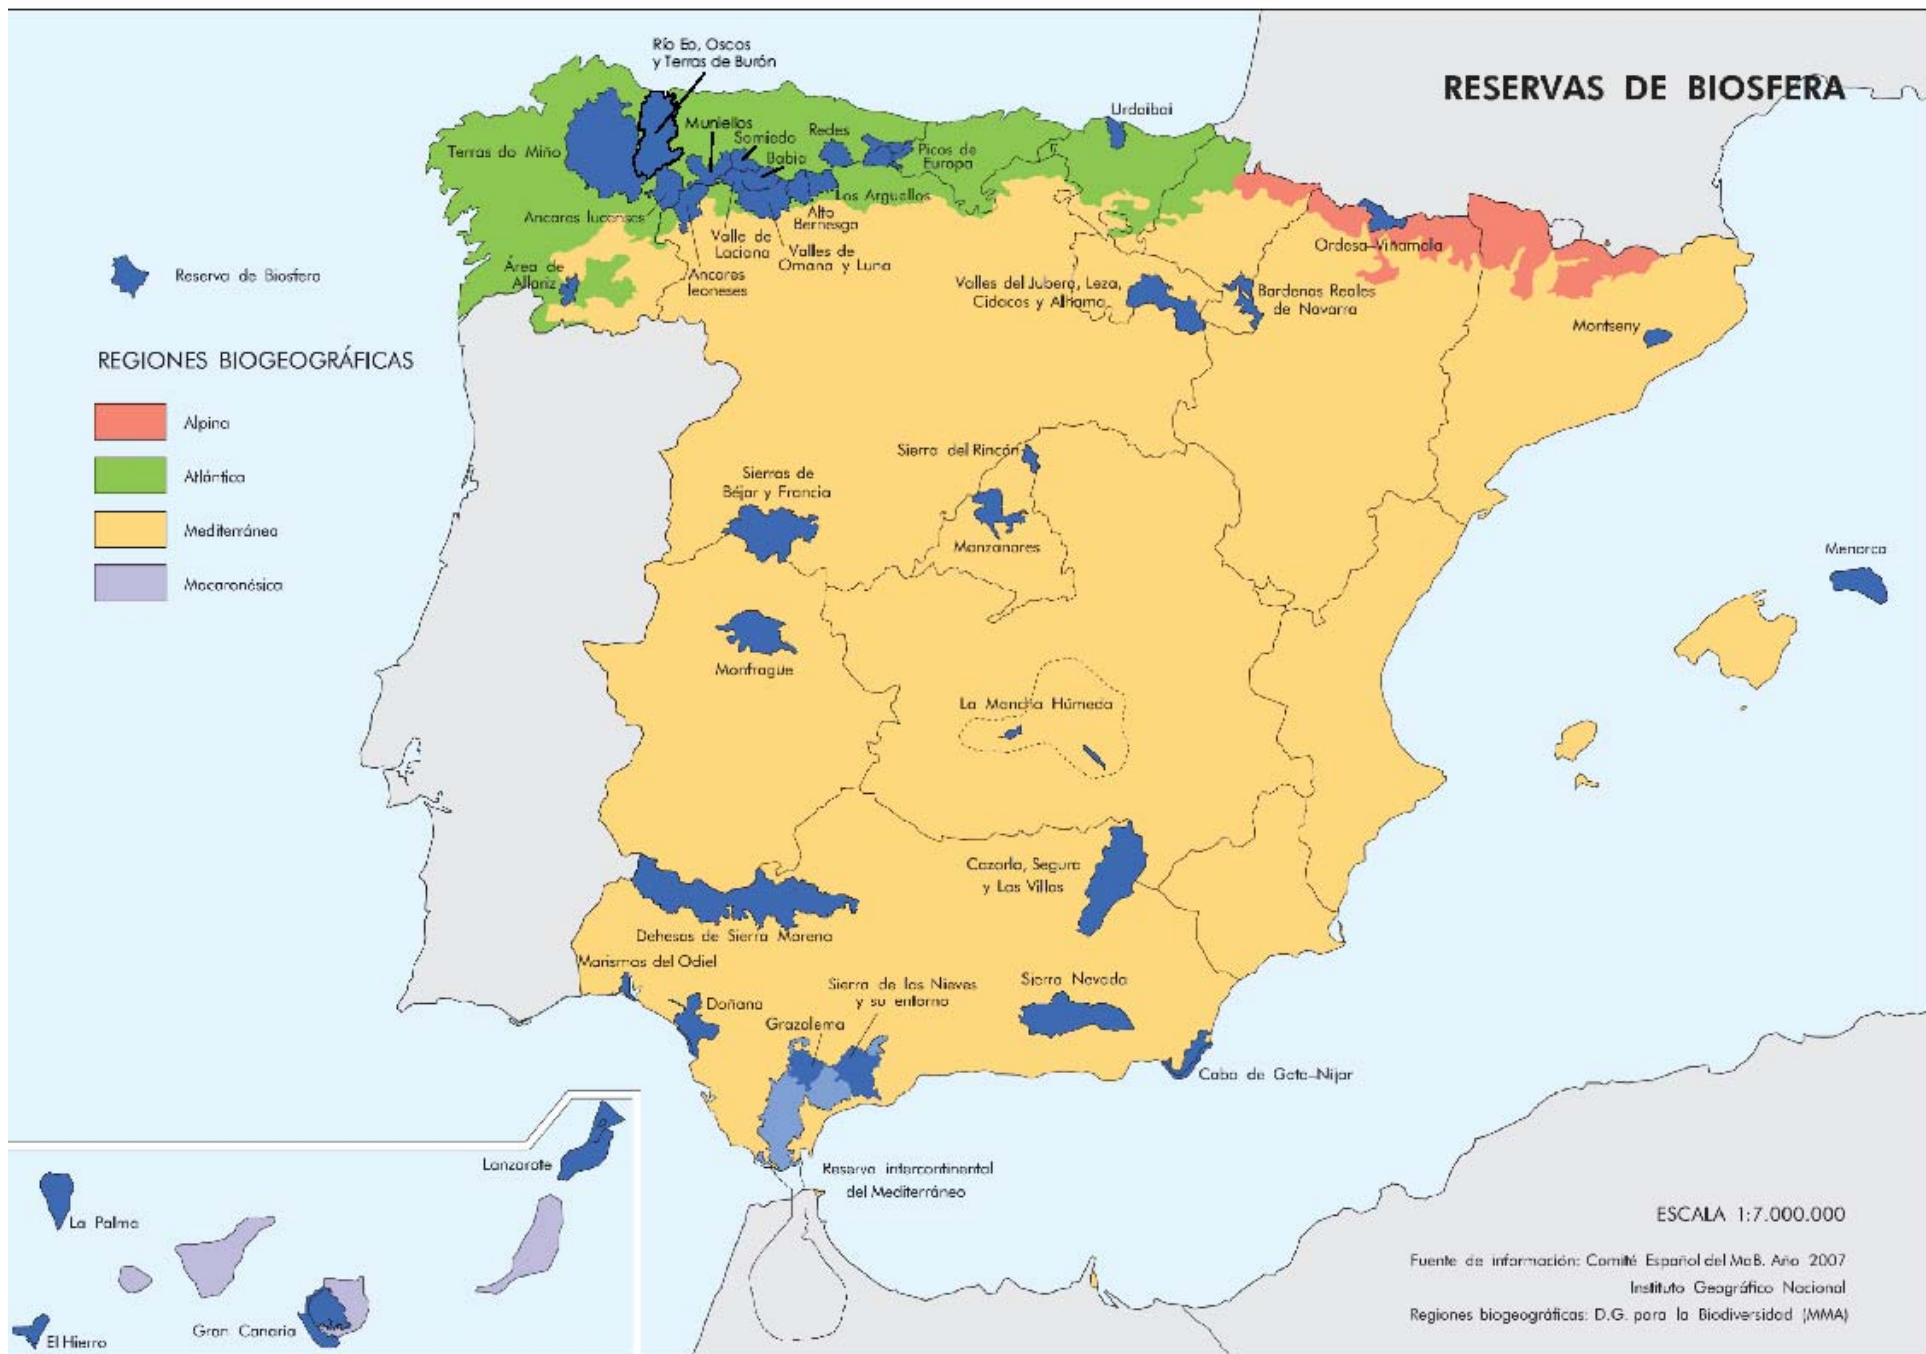 RESERVAS DE BIOSFERA
Río Eo, Oscos
y Terras de Burón
Urdaibai
Muniellos
Somiedo
Redes
Babia
Picos de
Europa
Terras do Miño
Los Arguellos
Ancares lucenses
Alto
Bernesga
Valle de
Laciana
Valles de
Omana y Luna
Ancares
leoneses
Área de
Allariz
Ordesa-Viñamala
Valles del Jubera, Leza,
Cidacos y Alhama
Bardenas Reales
de Navarra
Montseny
Reserva de Biosfera
REGIONES BIOGEOGRÁFICAS
Alpina
Atlántica
Mediterránea
Macaronésica
Sierra del Rincón
Sierras de
Béjar y Francia
Manzanares
Menorca
Monfragüe
La Mancha Húmeda
Cazorla, Segura
y Las Villas
Dehesas de Sierra Morena
Marismas del Odiel
Doñana
Sierra de las Nieves
y su entorno
Grazalema
Sierra Nevada
Cabo de Gata-Nijar
Reserva intercontinental
del Mediterráneo
Lanzarote
La Palma
Gran Canaria
El Hierro
ESCALA 1:7.000.000
Fuente de información: Comité Español del MaB. Año 2007
Instituto Geográfico Nacional
Regiones biogeográficas: D.G. para la Biodiversidad (MMA)